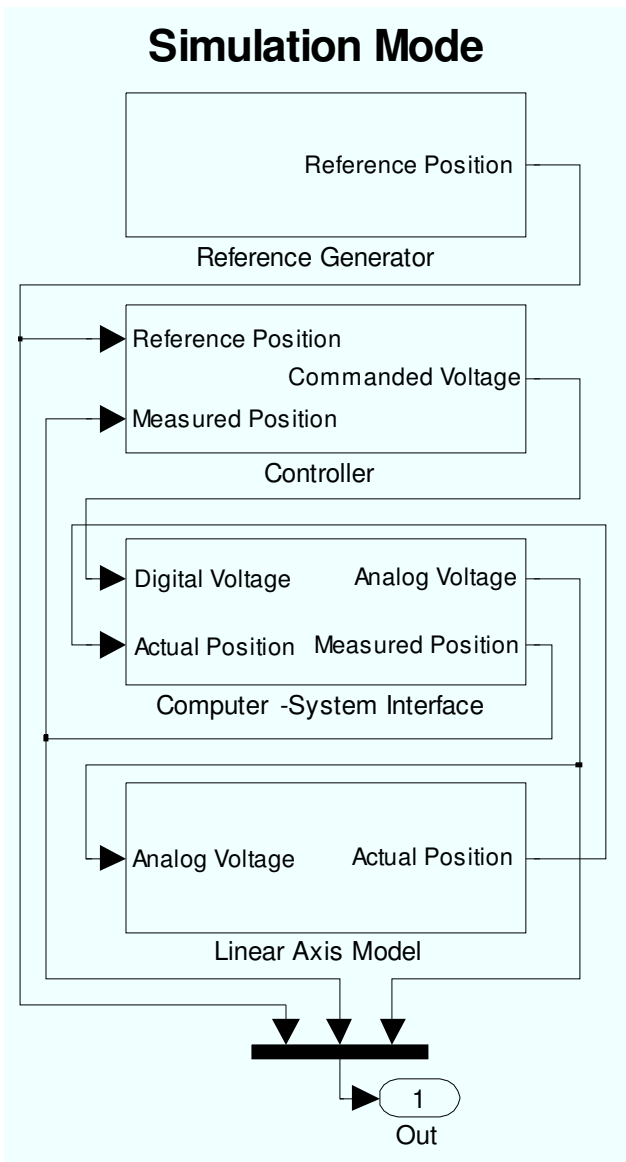 Simulation Mode
Reference Position
Reference Generator
Reference Position
Commanded Voltage
Measured Position
Controller
Digital Voltage
Analog Voltage
Actual Position
Measured Position
Computer -System Interface
Analog Voltage
Actual Position
Linear Axis Model
1
Out